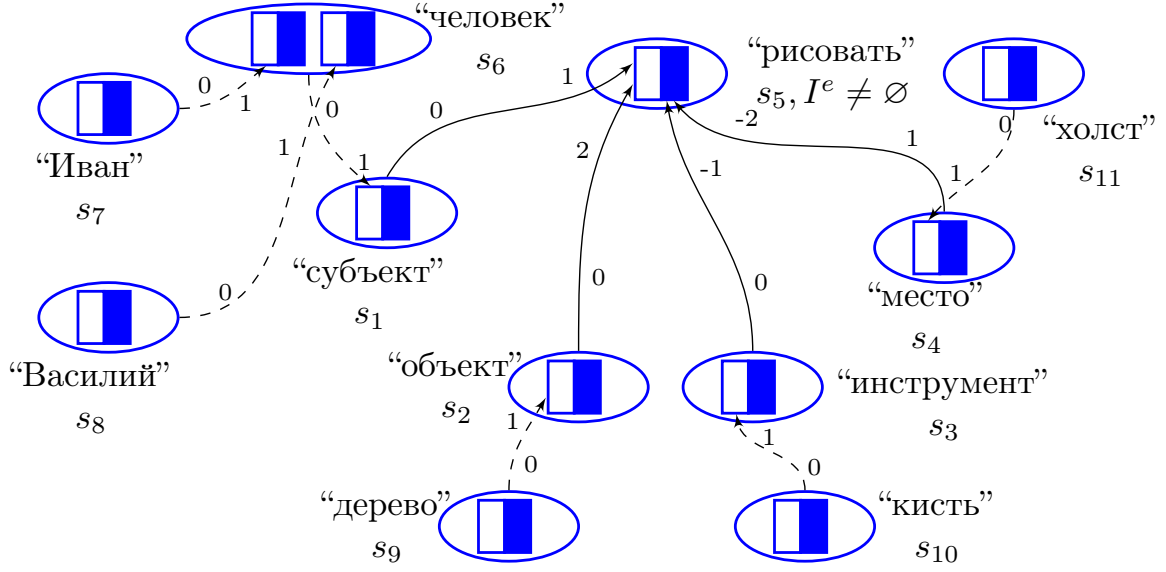 “человек”
s6
“рисовать”
s5, I^e ≠ ∅
“холст”
s11
“Иван”
s7
“субъект”
s1
“место”
s4
“Василий”
s8
“объект”
s2
“инструмент”
s3
“дерево”
s9
“кисть”
s10
0
1
0
1
1
0
0
1
2
0
-1
0
-2
1
0
1
1
0
1
0